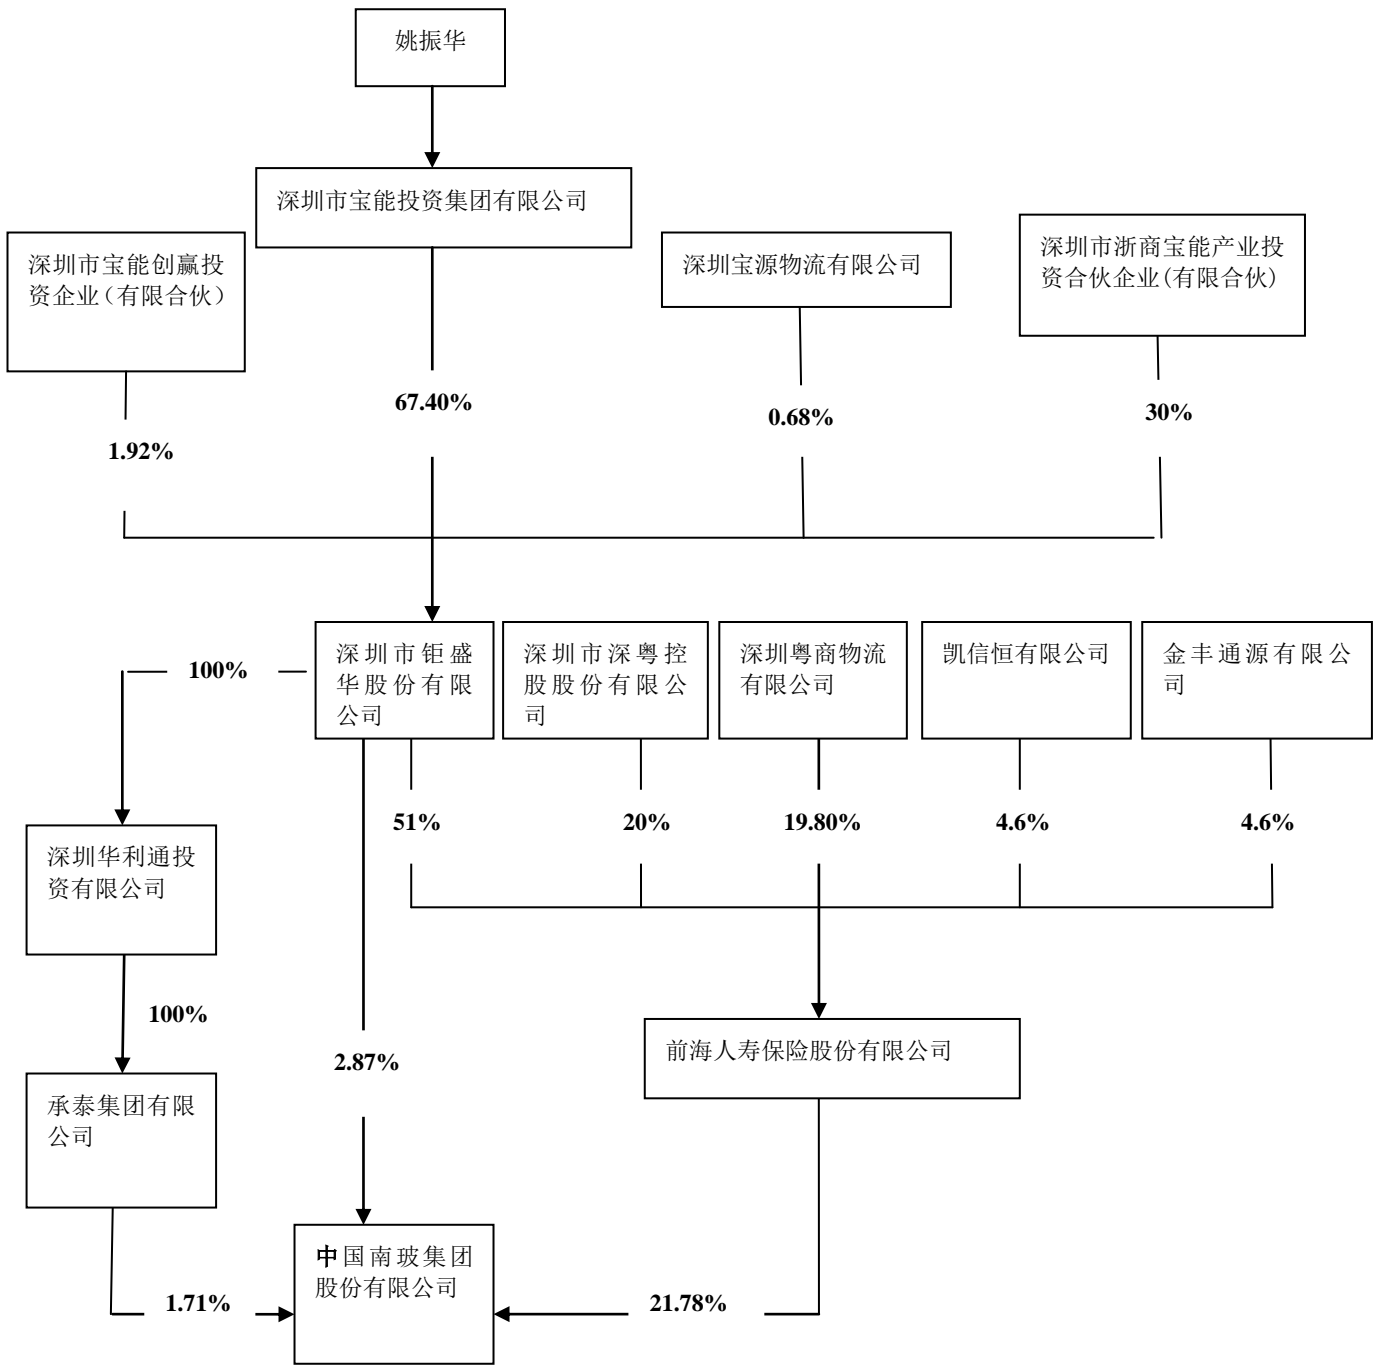 姚振华
深圳市宝能投资集团有限公司
深圳市宝能创赢投
资企业（有限合伙）
深圳宝源物流有限公司
深圳市浙商宝能产业投
资合伙企业(有限合伙)
67.40%
0.68%
30%
1.92%
100%
深圳市钜盛
华股份有限
公司
深圳市深粤控
股股份有限公
司
深圳粤商物流
有限公司
凯信恒有限公司
金丰通源有限公
司
51%
20%
19.80%
4.6%
4.6%
深圳华利通投
资有限公司
100%
2.87%
前海人寿保险股份有限公司
承泰集团有限
公司
中国南玻集团
股份有限公司
1.71%
21.78%